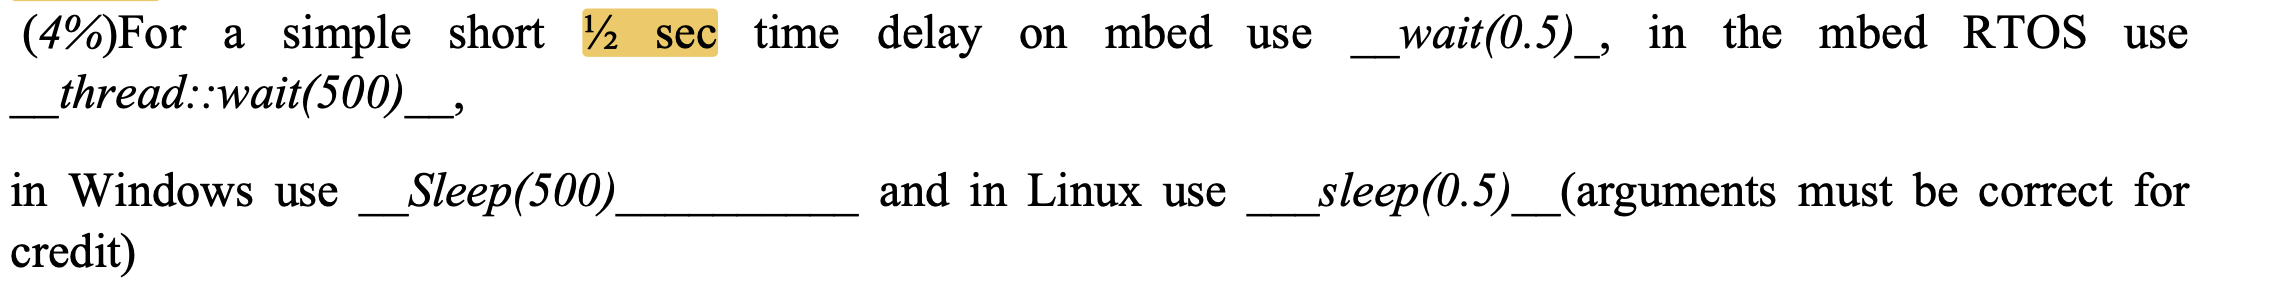 (4%)For a simple short ½ sec time delay on mbed use __wait(0.5)_, in the mbed RTOS use
__thread::wait(500)__,
in Windows use __Sleep(500)__________ and in Linux use ___sleep(0.5)__(arguments must be correct for
credit)